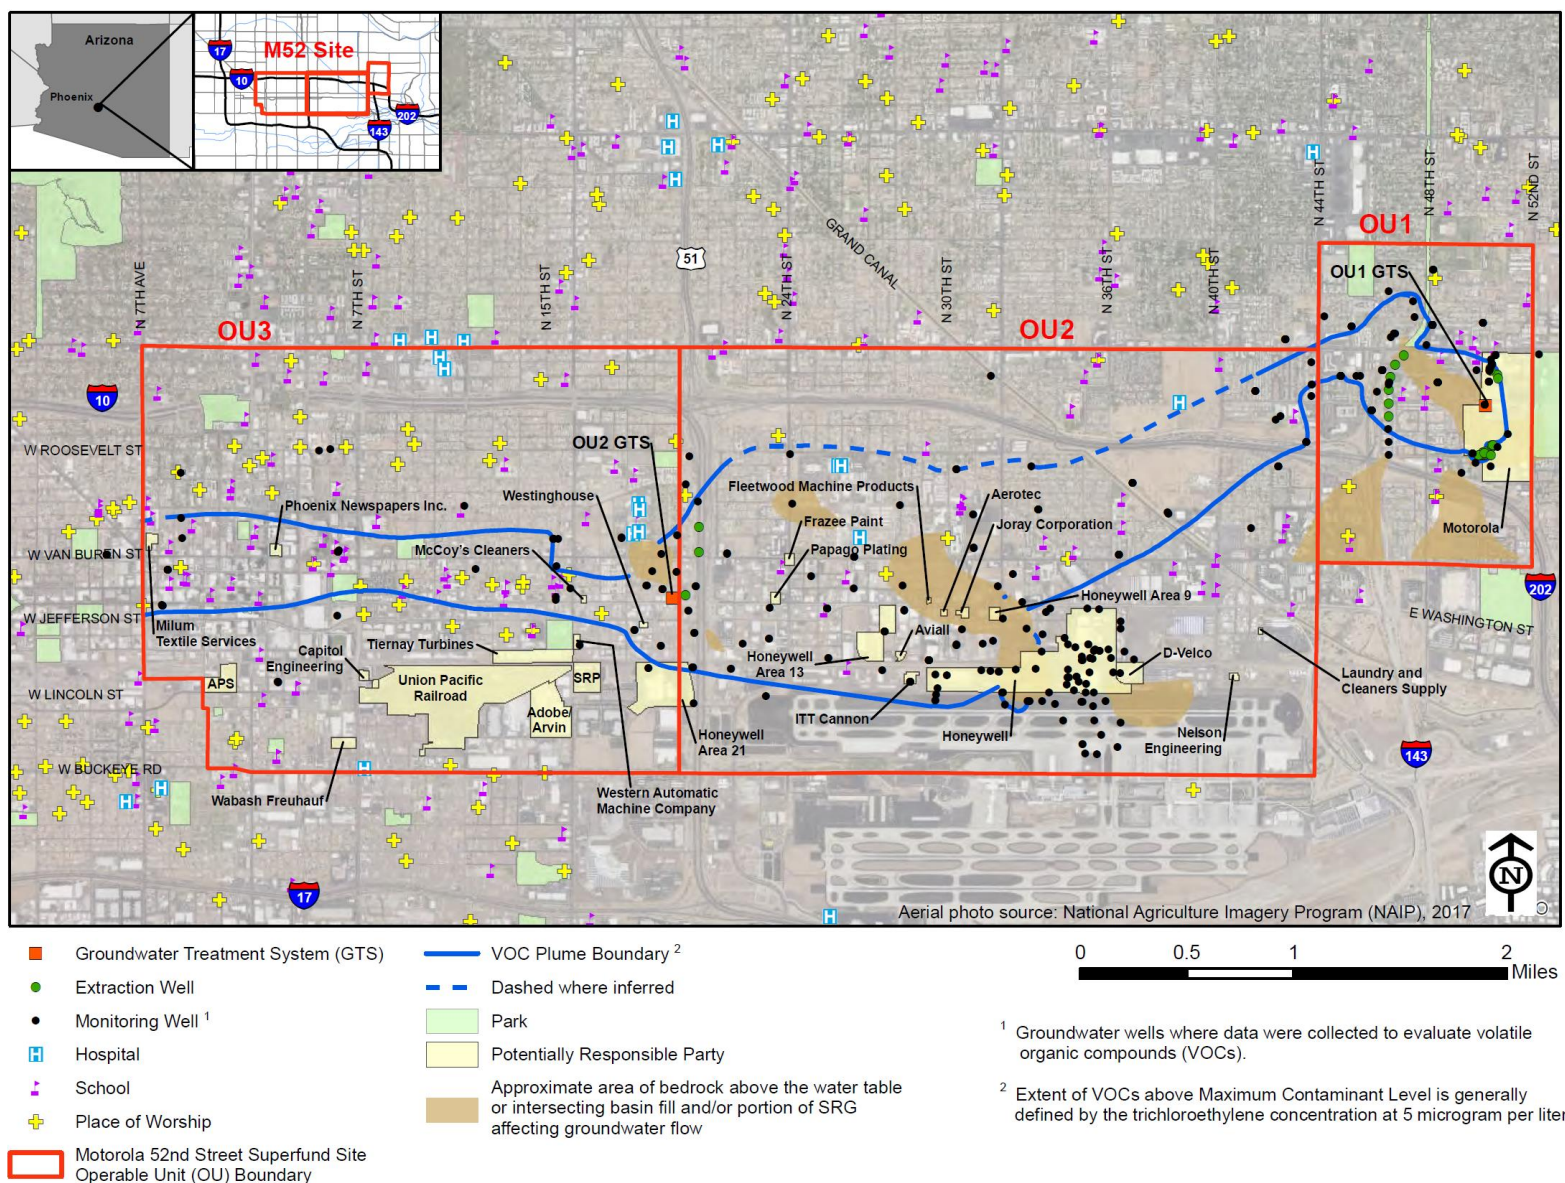 Arizona
Phoenix
M52 Site
17
10
202
143
N 44TH ST
N 48TH ST
N 52ND ST
OU1
OU1 GTS
GRAND CANAL
51
N 7TH AVE
N 7TH ST
N 15TH ST
N 24TH ST
N 30TH ST
N 36TH ST
N 40TH ST
OU3
OU2
10
W ROOSEVELT ST
OU2 GTS
Westinghouse
Fleetwood Machine Products
Aerotec
Phoenix Newspapers Inc.
Frazee Paint
Joray Corporation
Motorola
W VAN BUREN ST
McCoy's Cleaners
Papago Plating
Honeywell Area 9
202
W JEFFERSON ST
E WASHINGTON ST
Milum
Textile Services
Tiernay Turbines
Aviall
Capitol
Engineering
Honeywell
Area 13
D-Velco
Laundry and
Cleaners Supply
APS
Union Pacific
Railroad
SRP
W LINCOLN ST
Adobe/
Arvin
ITT Cannon
Honeywell
Area 21
Honeywell
Nelson
Engineering
143
W BUCKEYE RD
Wabash Freuhauf
Western Automatic
Machine Company
17
N
Aerial photo source: National Agriculture Imagery Program (NAIP), 2017
Groundwater Treatment System (GTS)
Extraction Well
Monitoring Well 1
H Hospital
School
Place of Worship
Motorola 52nd Street Superfund Site
Operable Unit (OU) Boundary
VOC Plume Boundary 2
Dashed where inferred
Park
Potentially Responsible Party
Approximate area of bedrock above the water table
or intersecting basin fill and/or portion of SRG
affecting groundwater flow
0 0.5 1 2
Miles
1 Groundwater wells where data were collected to evaluate volatile
organic compounds (VOCs).
2 Extent of VOCs above Maximum Contaminant Level is generally
defined by the trichloroethylene concentration at 5 microgram per liter